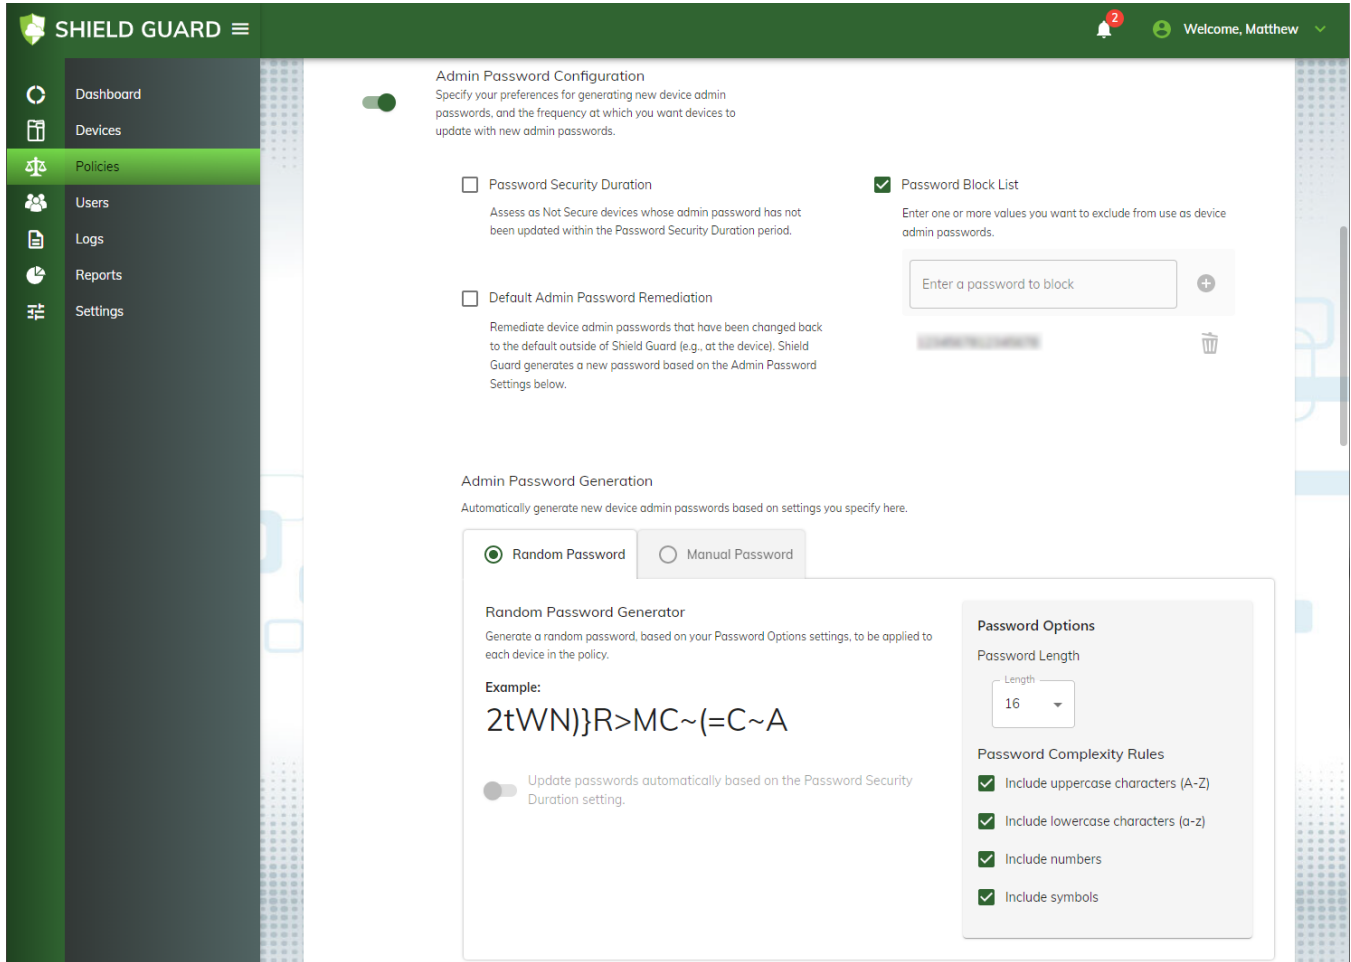 SHIELD GUARD
2
Welcome, Matthew
Dashboard
Devices
Policies
Users
Logs
Reports
Settings
Admin Password Configuration
Specify your preferences for generating new device admin
passwords, and the frequency at which you want devices to
update with new admin passwords.
Password Security Duration
Assess as Not Secure devices whose admin password has not
been updated within the Password Security Duration period.
Default Admin Password Remediation
Remediate device admin passwords that have been changed back
to the default outside of Shield Guard (e.g., at the device). Shield
Guard generates a new password based on the Admin Password
Settings below.
Password Block List
Enter one or more values you want to exclude from use as device
admin passwords.
Enter a password to block
Admin Password Generation
Automatically generate new device admin passwords based on settings you specify here.
Random Password
Manual Password
Random Password Generator
Generate a random password, based on your Password Options settings, to be applied to
each device in the policy.
Example:
2tWN)}R>MC~(=C~A
Update passwords automatically based on the Password Security
Duration setting.
Password Options
Password Length
Length
16
Password Complexity Rules
Include uppercase characters (A-Z)
Include lowercase characters (a-z)
Include numbers
Include symbols